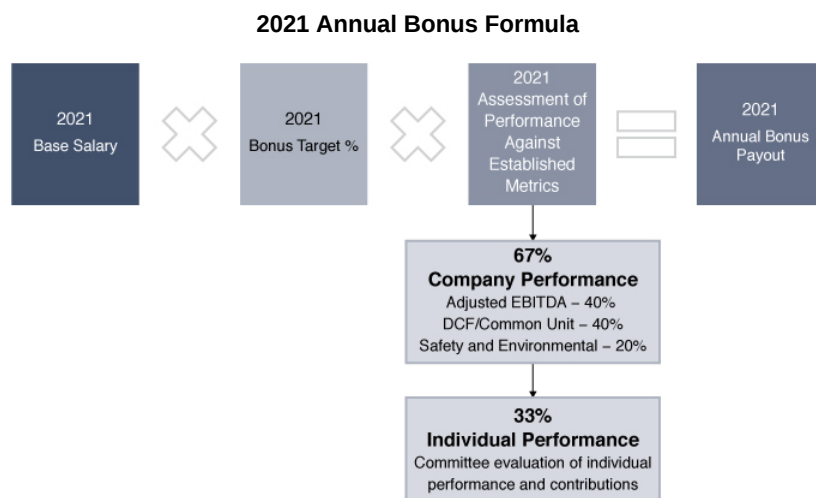 2021 Annual Bonus Formula
2021
Base Salary
2021
Bonus Target %
2021
Assessment of
Performance
Against
Established
Metrics
2021
Annual Bonus
Payout
67%
Company Performance
Adjusted EBITDA – 40%
DCF/Common Unit – 40%
Safety and Environmental – 20%
33%
Individual Performance
Committee evaluation of individual
performance and contributions